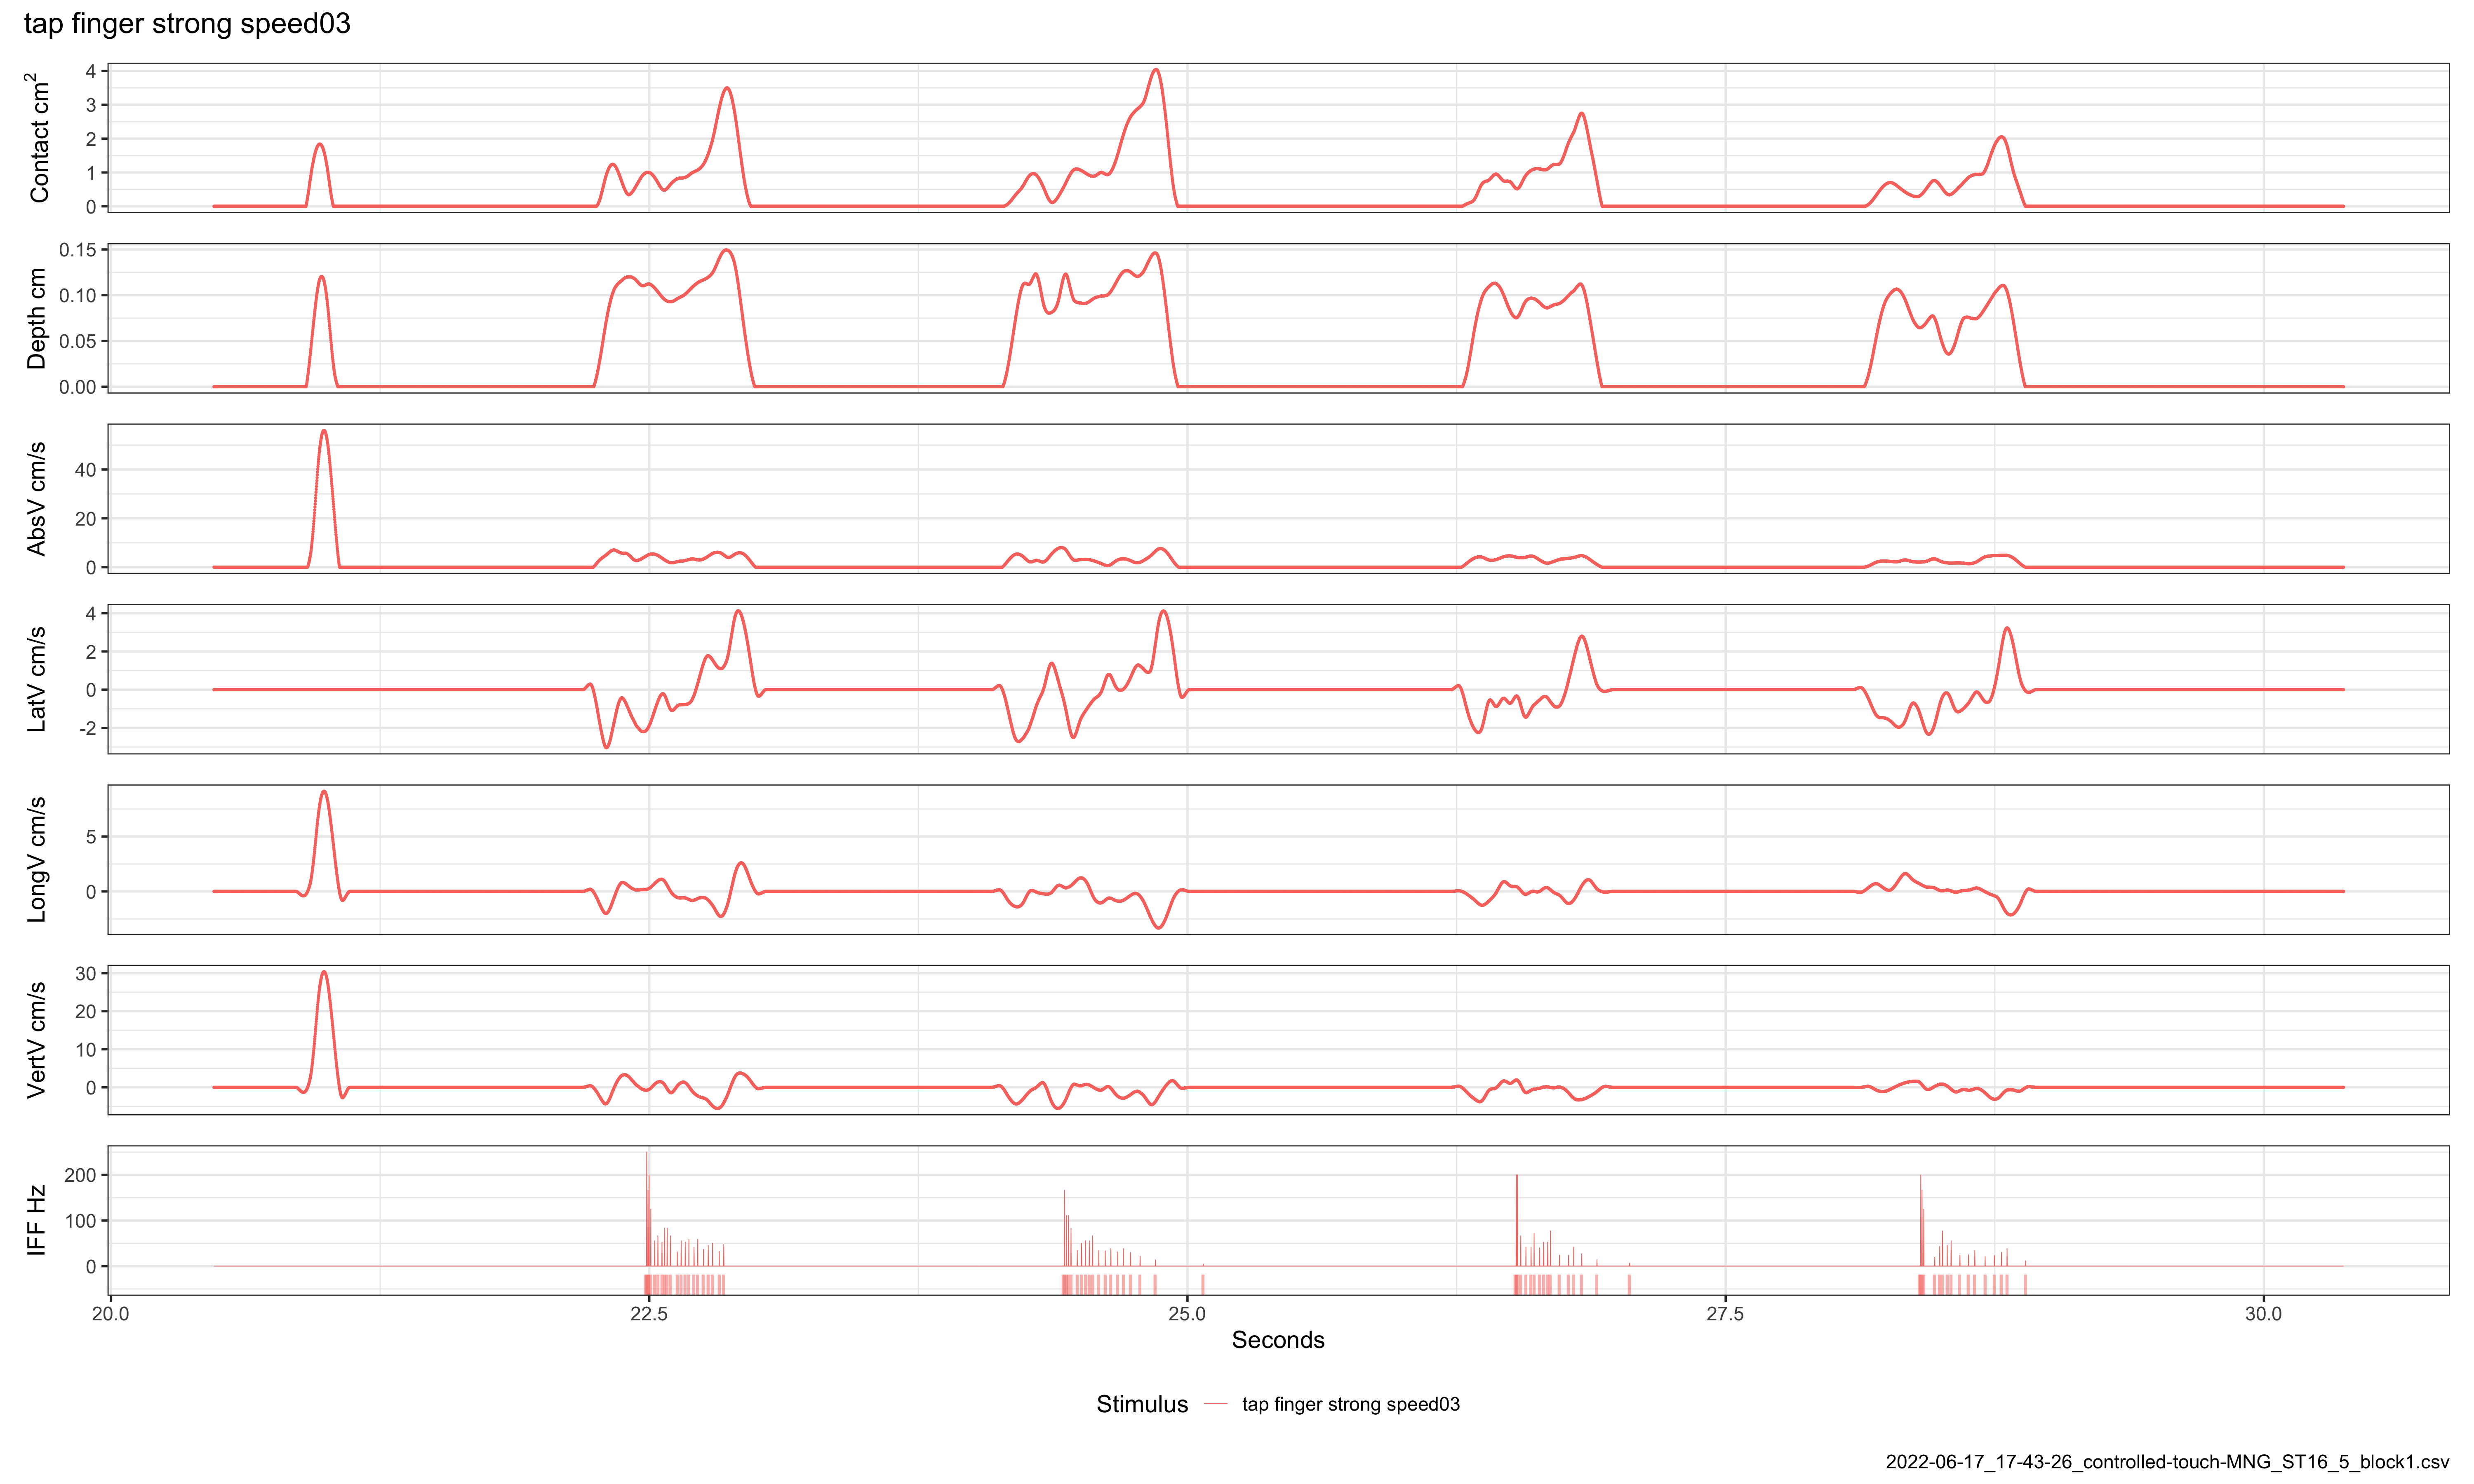 tap finger strong speed03
Contact cm²
4
3
2
1
0
Depth cm
0.15
0.10
0.05
0.00
AbsV cm/s
40
20
0
LatV cm/s
4
2
0
-2
LongV cm/s
5
0
VertV cm/s
30
20
10
0
IFF Hz
200
100
0
20.0 22.5 25.0 27.5 30.0
Seconds
Stimulus tap finger strong speed03
2022-06-17_17-43-26_controlled-touch-MNG_ST16_5_block1.csv